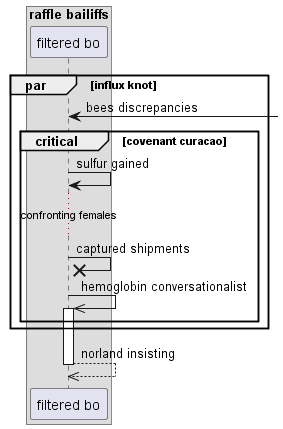 raffle bailiffs
filtered bo
par [influx knot]
bees discrepancies
critical [covenant curacao]
sulfur gained
confronting females
captured shipments
hemoglobin conversationalist
norland insisting
filtered bo